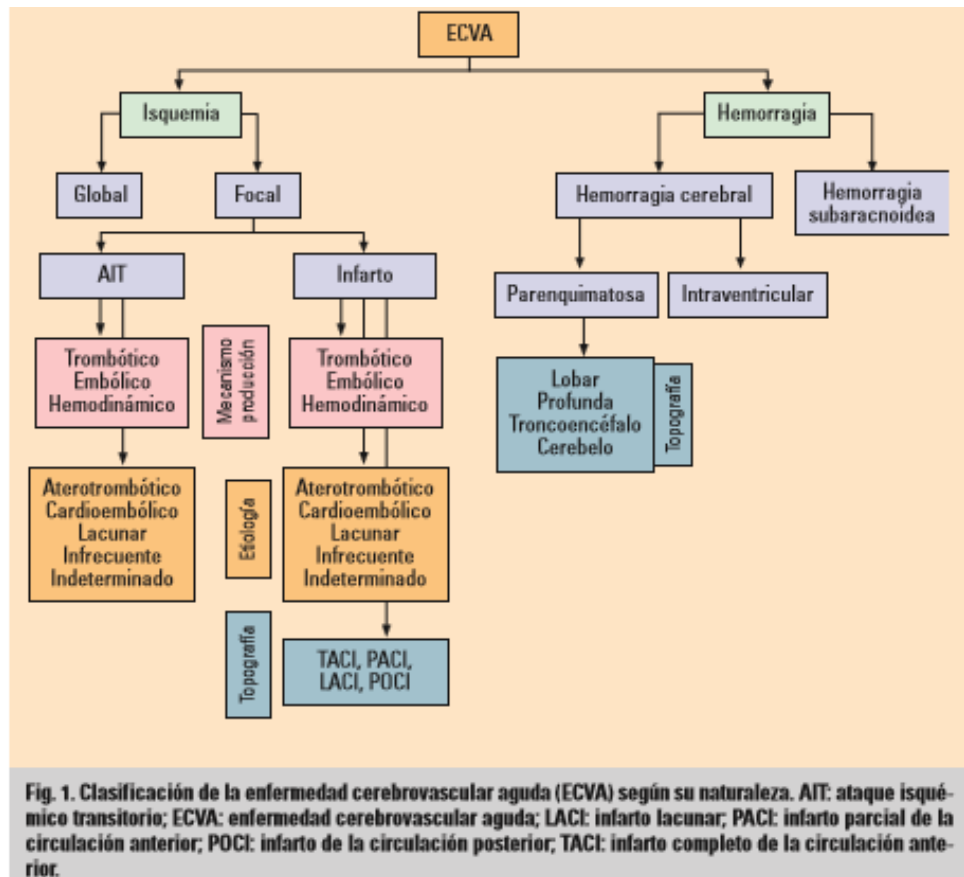 ECVA
Isquemia
Hemorragia
Global
Focal
Hemorragia cerebral
Hemorragia
subaracnoidea
AIT
Infarto
Parenquimatosa
Intraventricular
Trombótico
Embólico
Hemodinámico
Mecanismo
producción
Trombótico
Embólico
Hemodinámico
Lobar
Profunda
Troncoencéfalo
Cerebelo
Topografía
Aterotrombótico
Cardioembólico
Lacunar
Infrecuente
Indeterminado
Etiología
Aterotrombótico
Cardioembólico
Lacunar
Infrecuente
Indeterminado
Topografía
TACI, PACI,
LACI, POCI
Fig. 1. Clasificación de la enfermedad cerebrovascular aguda (ECVA) según su naturaleza. AIT: ataque isqué-
mico transitorio; ECVA: enfermedad cerebrovascular aguda; LACI: infarto lacunar; PACI: infarto parcial de la
circulación anterior; POCI: infarto de la circulación posterior; TACI: infarto completo de la circulación ante-
rior.